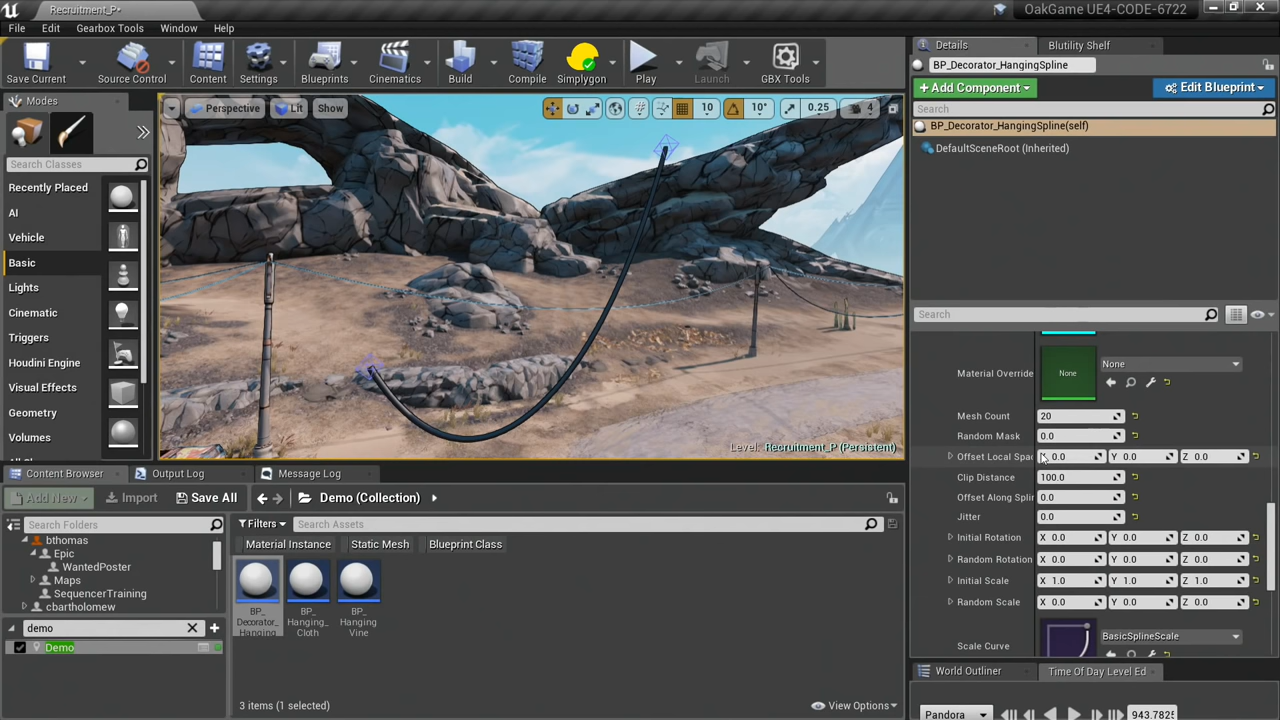 Recruitment_P•
OakGame UE4-CODE-6722
File Edit Gearbox Tools Window Help
Save Current Source Control Content Settings Blueprints Cinematics Build Compile Simplygon Play Launch GBX Tools
Modes
Search Classes
Recently Placed
AI
Vehicle
Basic
Lights
Cinematic
Triggers
Houdini Engine
Visual Effects
Geometry
Volumes
Perspective Lit Show 10 10° 0.25 4
Level: Recruitment_P (Persistent)
Content Browser Output Log Message Log
Add New Import Save All Demo (Collection)
Search Folders
bthomas
Epic
WantedPoster
Maps
SequencerTraining
cbartholomew
demo
Demo
Filters Search Assets
Material Instance Static Mesh Blueprint Class
BP_
Decorator_
Hanging
BP_
Hanging_
Cloth
BP_
Hanging
Vine
3 items (1 selected) View Options
Details Blutility Shelf
BP_Decorator_HangingSpline
+ Add Component Edit Blueprint
Search
BP_Decorator_HangingSpline(self)
DefaultSceneRoot (Inherited)
Search
Material Override None None
Mesh Count 20
Random Mask 0.0
Offset Local Spac 0.0 Y 0.0 Z 0.0
Clip Distance 100.0
Offset Along Splin 0.0
Jitter 0.0
Initial Rotation X 0.0 Y 0.0 Z 0.0
Random Rotation X 0.0 Y 0.0 Z 0.0
Initial Scale X 1.0 Y 1.0 Z 1.0
Random Scale X 0.0 Y 0.0 Z 0.0
Scale Curve BasicSplineScale
World Outliner Time Of Day Level Ed
Pandora 943.7825